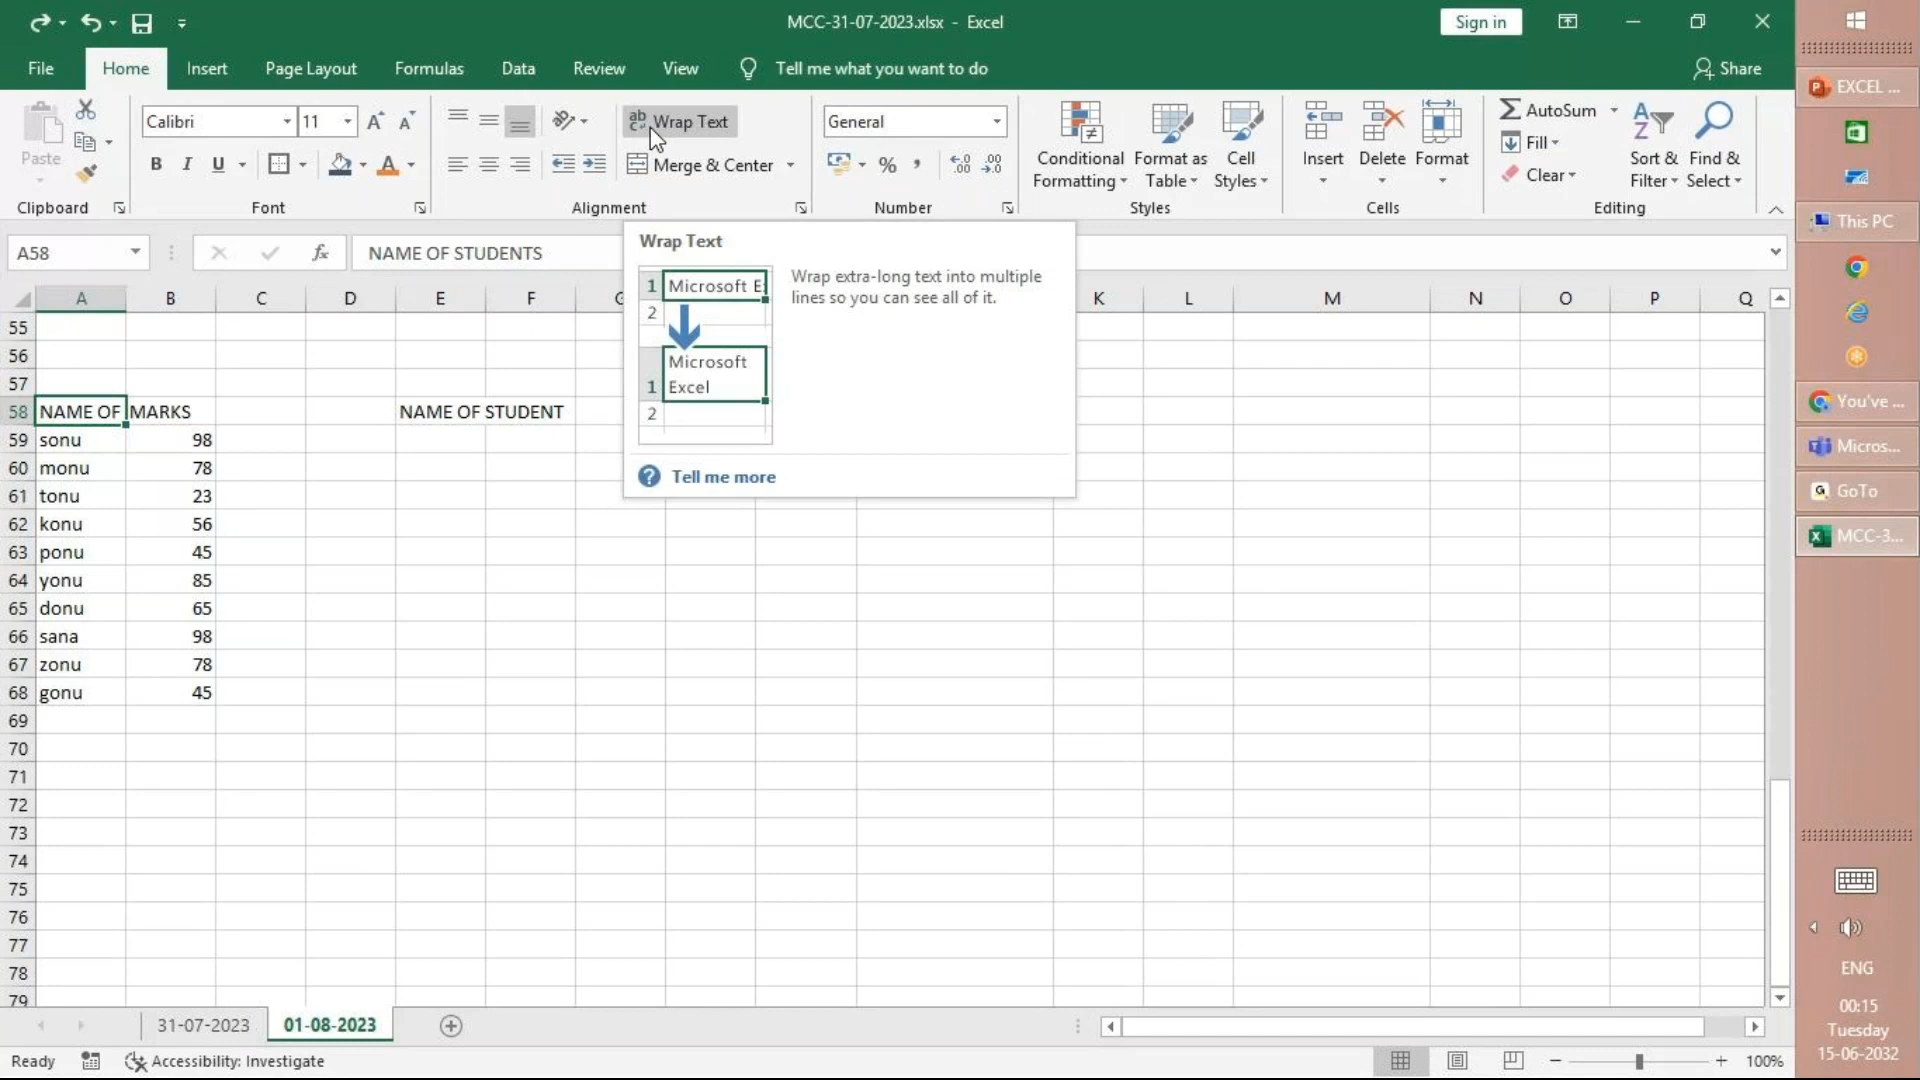 MCC-31-07-2023.xlsx - Excel
Sign in
File Home Insert Page Layout Formulas Data Review View Tell me what you want to do Share
Paste
Calibri 11
B I U
Wrap Text
Merge & Center
General
%
Conditional Formatting
Format as Table
Cell Styles
Insert Delete Format
AutoSum
Fill
Clear
Sort & Filter
Find & Select
Clipboard Font Alignment Number Styles Cells Editing
A58 fx NAME OF STUDENTS
Wrap Text
Wrap extra-long text into multiple
lines so you can see all of it.
1 Microsoft E
2
Microsoft
1 Excel
2
Tell me more
A B C D E F G K L M N O P Q
55
56
57
58 NAME OF MARKS NAME OF STUDENT
59 sonu 98
60 monu 78
61 tonu 23
62 konu 56
63 ponu 45
64 yonu 85
65 donu 65
66 sana 98
67 zonu 78
68 gonu 45
69
70
71
72
73
74
75
76
77
78
79
31-07-2023 01-08-2023
Ready Accessibility: Investigate 100%
EXCEL ...
This PC
You've ...
Micros...
GoTo
MCC-3...
ENG
00:15
Tuesday
15-06-2032